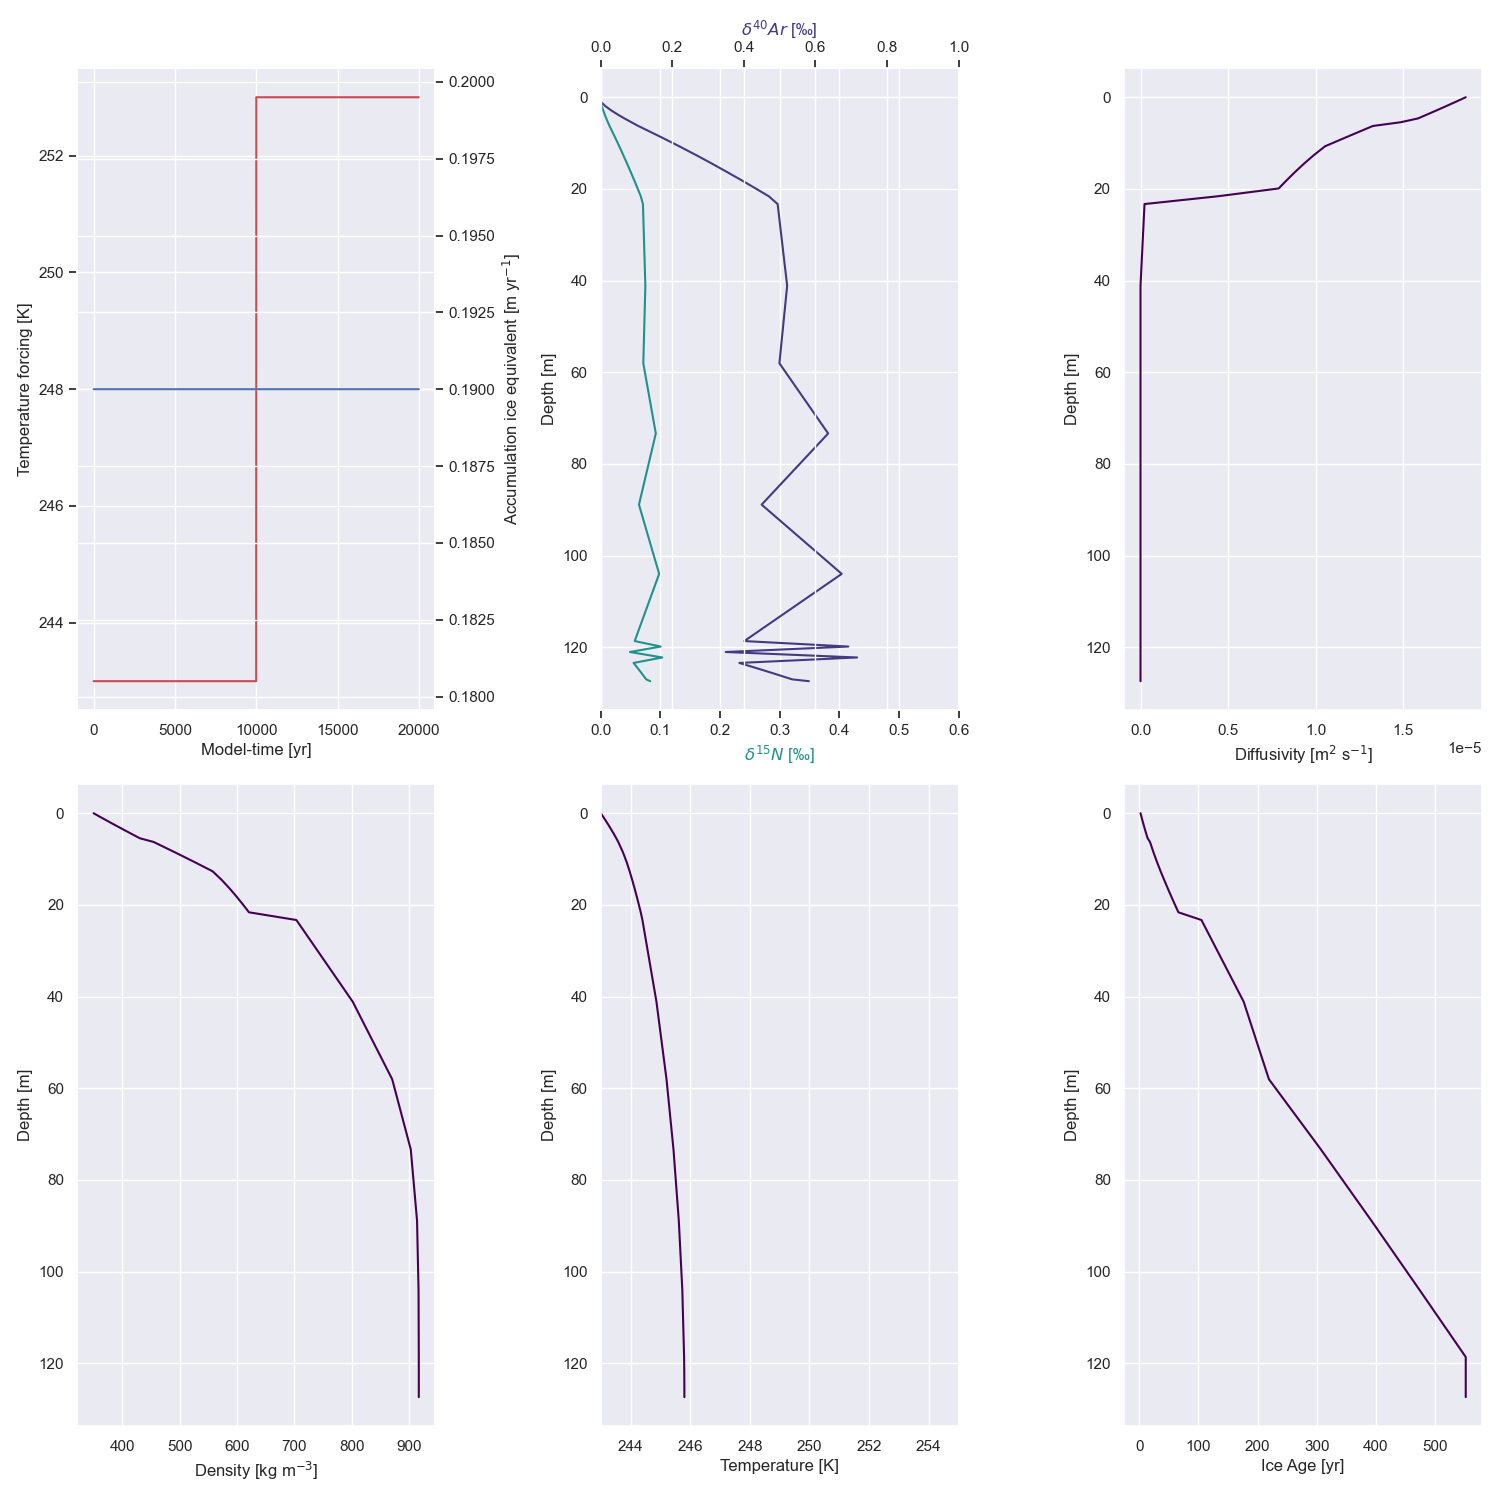 δ⁴⁰Ar [‰]
0.0 0.2 0.4 0.6 0.8 1.0
Temperature forcing [K]
252
250
248
246
244
0 5000 10000 15000 20000
Model-time [yr]
0.2000
0.1975
0.1950
0.1925
0.1900
0.1875
0.1850
0.1825
0.1800
Accumulation ice equivalent [m yr⁻¹]
Depth [m]
0
20
40
60
80
100
120
0.0 0.1 0.2 0.3 0.4 0.5 0.6
δ¹⁵N [‰]
Depth [m]
0
20
40
60
80
100
120
0.0 0.5 1.0 1.5
1e−5
Diffusivity [m² s⁻¹]
Depth [m]
0
20
40
60
80
100
120
400 500 600 700 800 900
Density [kg m⁻³]
Depth [m]
0
20
40
60
80
100
120
244 246 248 250 252 254
Temperature [K]
Depth [m]
0
20
40
60
80
100
120
0 100 200 300 400 500
Ice Age [yr]